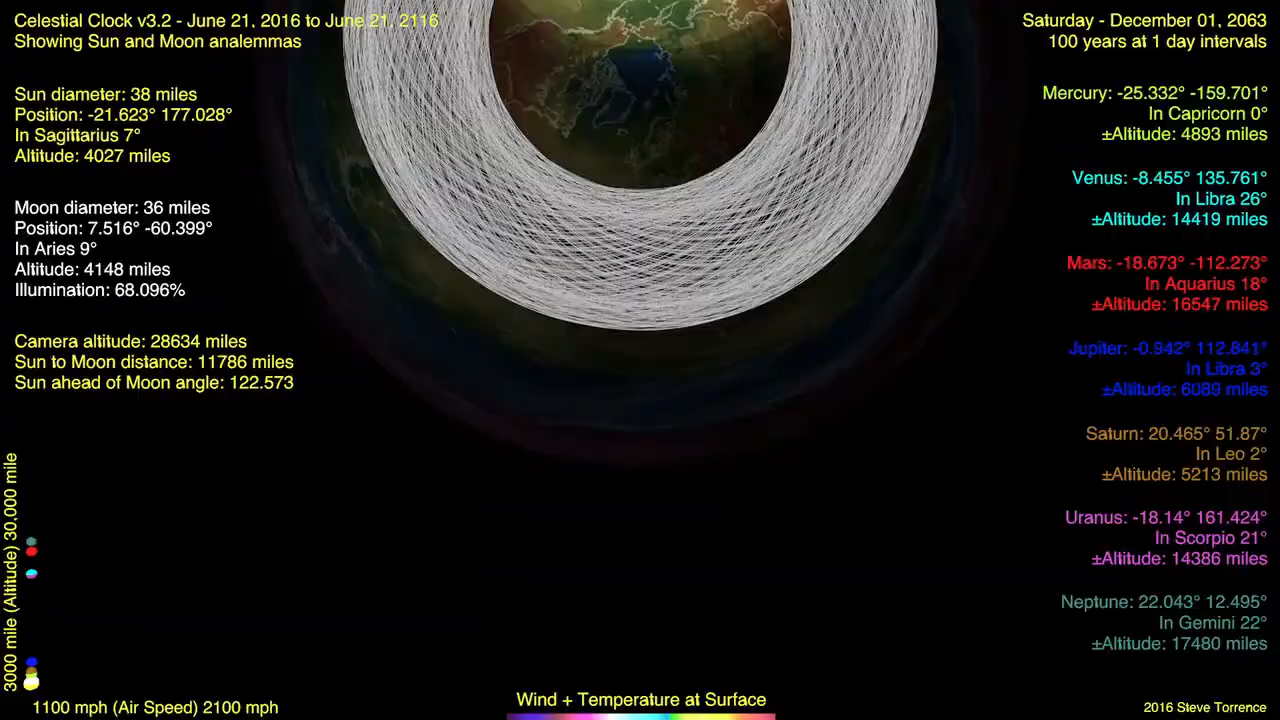 Celestial Clock v3.2 - June 21, 2016 to June 21, 2116
Showing Sun and Moon analemmas
Sun diameter: 38 miles
Position: -21.623° 177.028°
In Sagittarius 7°
Altitude: 4027 miles
Moon diameter: 36 miles
Position: 7.516° -60.399°
In Aries 9°
Altitude: 4148 miles
Illumination: 68.096%
Camera altitude: 28634 miles
Sun to Moon distance: 11786 miles
Sun ahead of Moon angle: 122.573
3000 mile (Altitude) 30,000 mile
1100 mph (Air Speed) 2100 mph
Wind + Temperature at Surface
Saturday - December 01, 2063
100 years at 1 day intervals
Mercury: -25.332° -159.701°
In Capricorn 0°
±Altitude: 4893 miles
Venus: -8.455° 135.761°
In Libra 26°
±Altitude: 14419 miles
Mars: -18.673° -112.273°
In Aquarius 18°
±Altitude: 16547 miles
Jupiter: -0.942° 112.841°
In Libra 3°
±Altitude: 6089 miles
Saturn: 20.465° 51.87°
In Leo 2°
±Altitude: 5213 miles
Uranus: -18.14° 161.424°
In Scorpio 21°
±Altitude: 14386 miles
Neptune: 22.043° 12.495°
In Gemini 22°
±Altitude: 17480 miles
2016 Steve Torrence